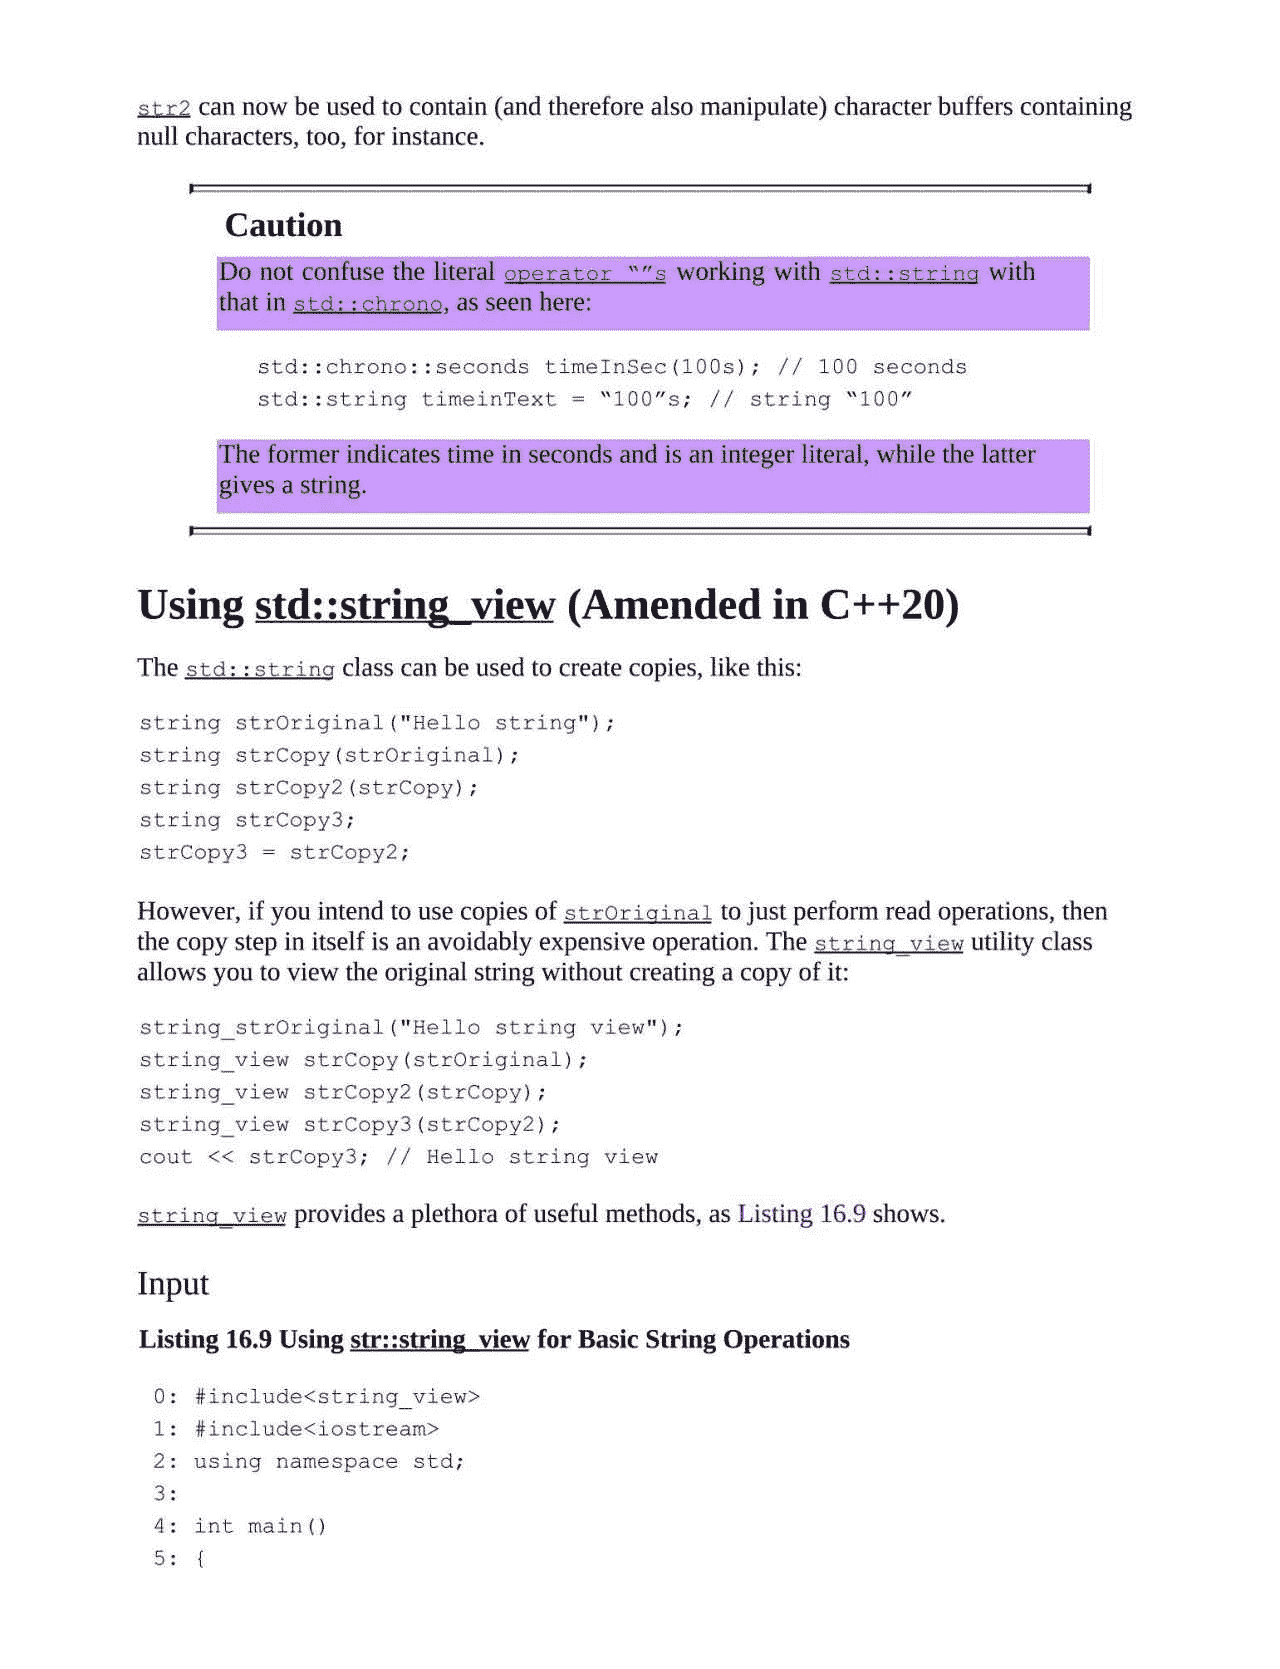 str2 can now be used to contain (and therefore also manipulate) character buffers containing
null characters, too, for instance.
Caution
Do not confuse the literal operator “”s working with std::string with
that in std::chrono, as seen here:
std::chrono::seconds timeInSec(100s); // 100 seconds
std::string timeinText = “100”s; // string “100”
The former indicates time in seconds and is an integer literal, while the latter
gives a string.
Using std::string_view (Amended in C++20)
The std::string class can be used to create copies, like this:
string strOriginal("Hello string");
string strCopy(strOriginal);
string strCopy2(strCopy);
string strCopy3;
strCopy3 = strCopy2;
However, if you intend to use copies of strOriginal to just perform read operations, then
the copy step in itself is an avoidably expensive operation. The string_view utility class
allows you to view the original string without creating a copy of it:
string_strOriginal("Hello string view");
string_view strCopy(strOriginal);
string_view strCopy2(strCopy);
string_view strCopy3(strCopy2);
cout << strCopy3; // Hello string view
string_view provides a plethora of useful methods, as Listing 16.9 shows.
Input
Listing 16.9 Using str::string_view for Basic String Operations
0: #include<string_view>
1: #include<iostream>
2: using namespace std;
3:
4: int main()
5: {